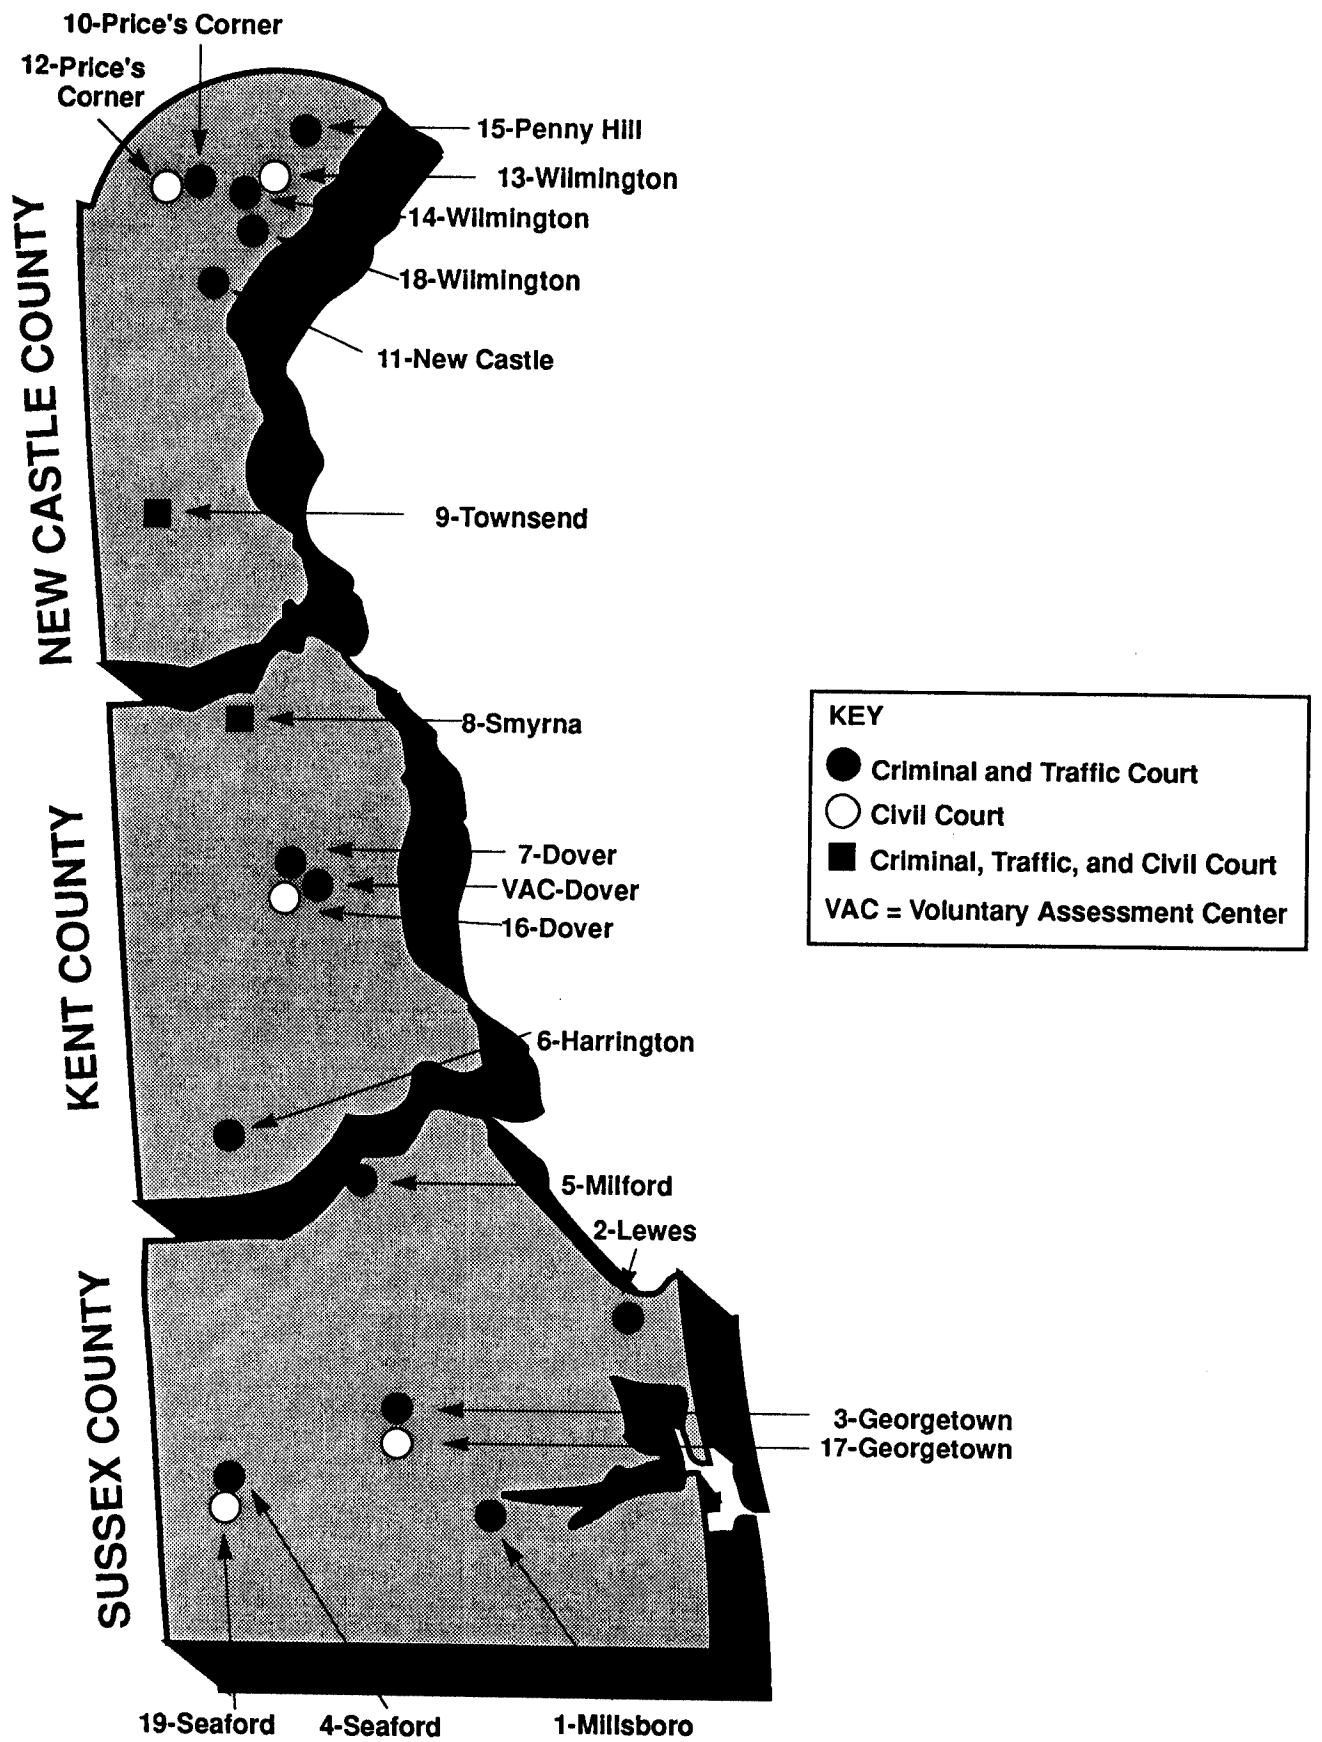 10-Price's Corner
12-Price's
Corner
15-Penny Hill
13-Wilmington
14-Wilmington
18-Wilmington
11-New Castle
NEW CASTLE COUNTY
9-Townsend
8-Smyrna
KEY
Criminal and Traffic Court
Civil Court
Criminal, Traffic, and Civil Court
VAC = Voluntary Assessment Center
KENT COUNTY
7-Dover
VAC-Dover
16-Dover
6-Harrington
5-Milford
2-Lewes
SUSSEX COUNTY
3-Georgetown
17-Georgetown
19-Seaford
4-Seaford
1-Millsboro